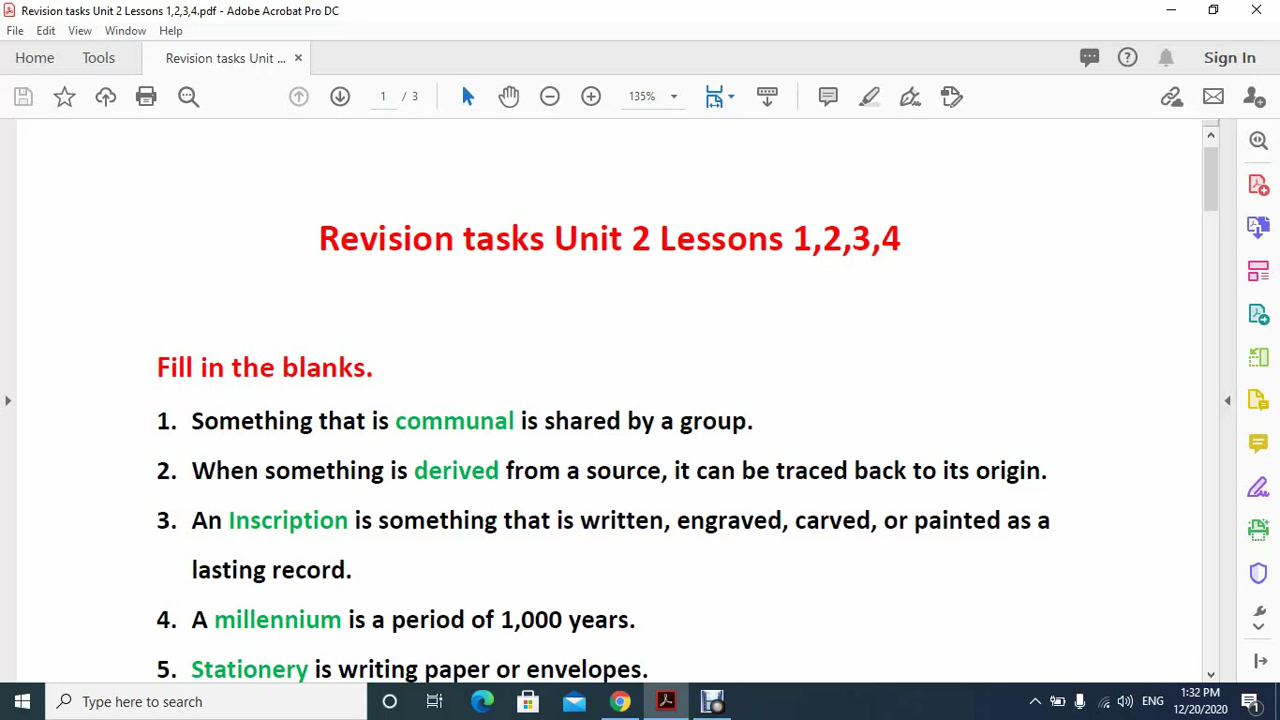 Revision tasks Unit 2 Lessons 1,2,3,4.pdf - Adobe Acrobat Pro DC
File Edit View Window Help
Home Tools Revision tasks Unit ... × Sign In
1 / 3 135%
Revision tasks Unit 2 Lessons 1,2,3,4
Fill in the blanks.
1. Something that is communal is shared by a group.
2. When something is derived from a source, it can be traced back to its origin.
3. An Inscription is something that is written, engraved, carved, or painted as a
lasting record.
4. A millennium is a period of 1,000 years.
5. Stationery is writing paper or envelopes.
Type here to search
ENG
1:32 PM
12/20/2020
1